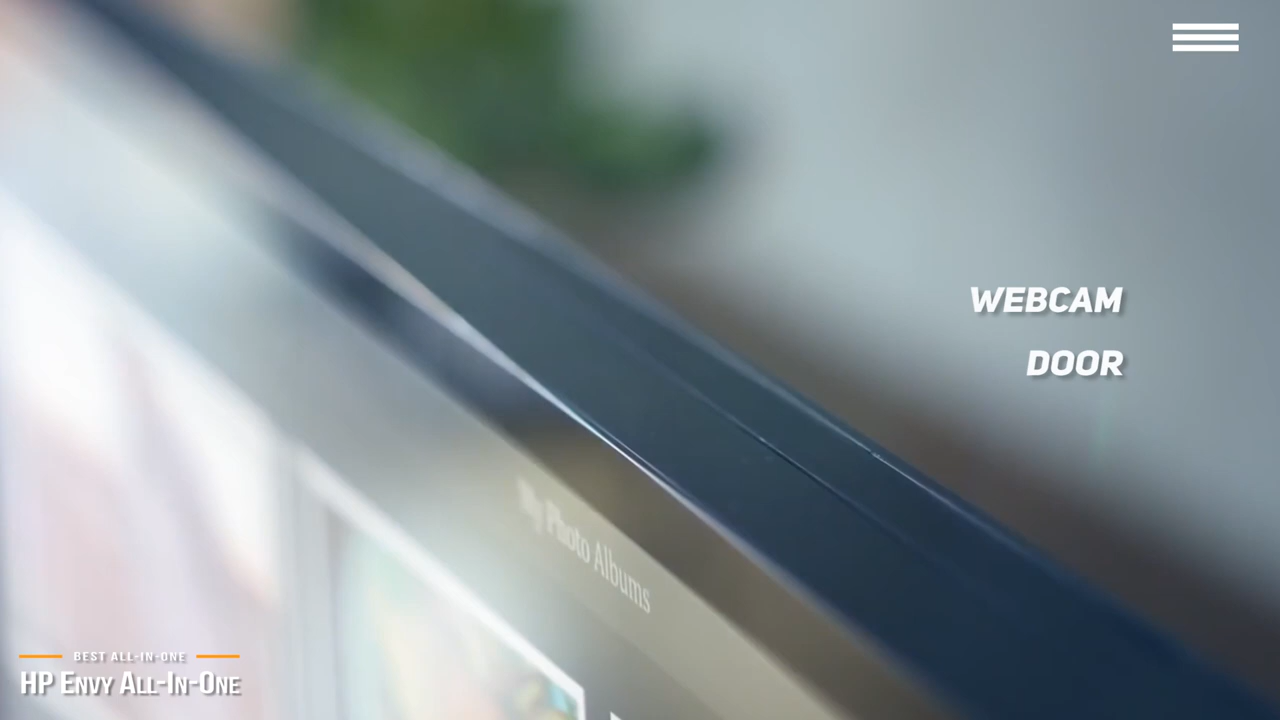 WEBCAM
DOOR
My Photo Albums
BEST ALL-IN-ONE
HP ENVY ALL-IN-ONE